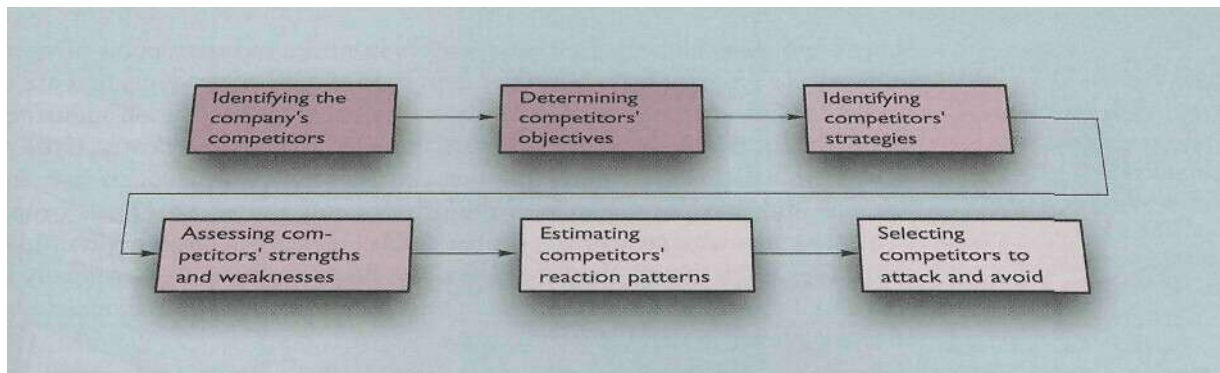 Identifying the
company's
competitors
Determining
competitors'
objectives
Identifying
competitors'
strategies
Assessing com-
petitors' strengths
and weaknesses
Estimating
competitors'
reaction patterns
Selecting
competitors to
attack and avoid